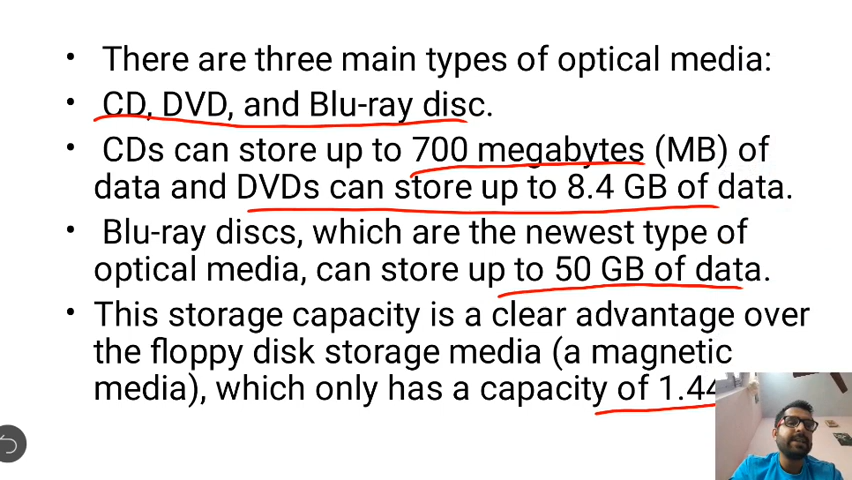 • There are three main types of optical media:
• CD, DVD, and Blu-ray disc.
• CDs can store up to 700 megabytes (MB) of
data and DVDs can store up to 8.4 GB of data.
• Blu-ray discs, which are the newest type of
optical media, can store up to 50 GB of data.
• This storage capacity is a clear advantage over
the floppy disk storage media (a magnetic
media), which only has a capacity of 1.44